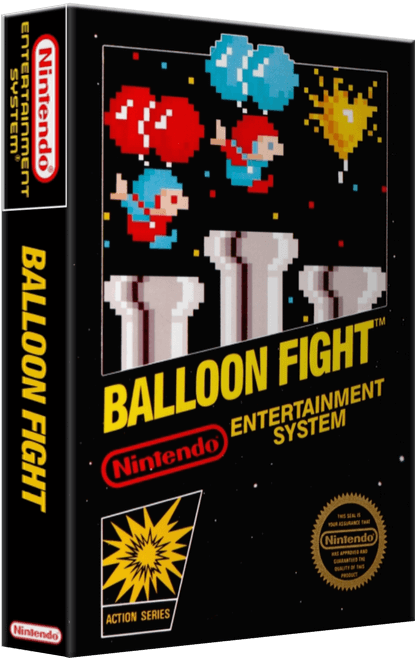 Nintendo®
ENTERTAINMENT
SYSTEM®
BALLOON FIGHT
Nintendo
BALLOON FIGHT™
Nintendo®
ENTERTAINMENT
SYSTEM
ACTION SERIES
THIS SEAL IS
YOUR ASSURANCE THAT
Nintendo
HAS APPROVED AND
GUARANTEED THE
QUALITY OF THIS
PRODUCT